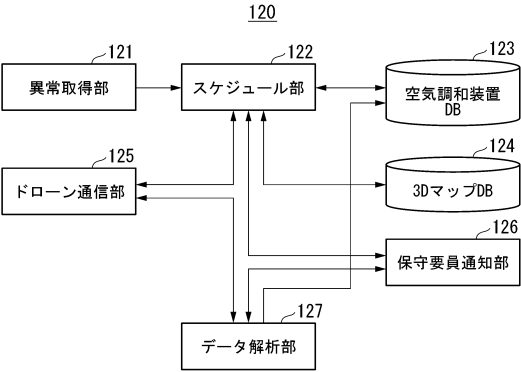 120
121
異常取得部
122
スケジュール部
123
空気調和装置
DB
124
3DマップDB
125
ドローン通信部
126
保守要員通知部
127
データ解析部